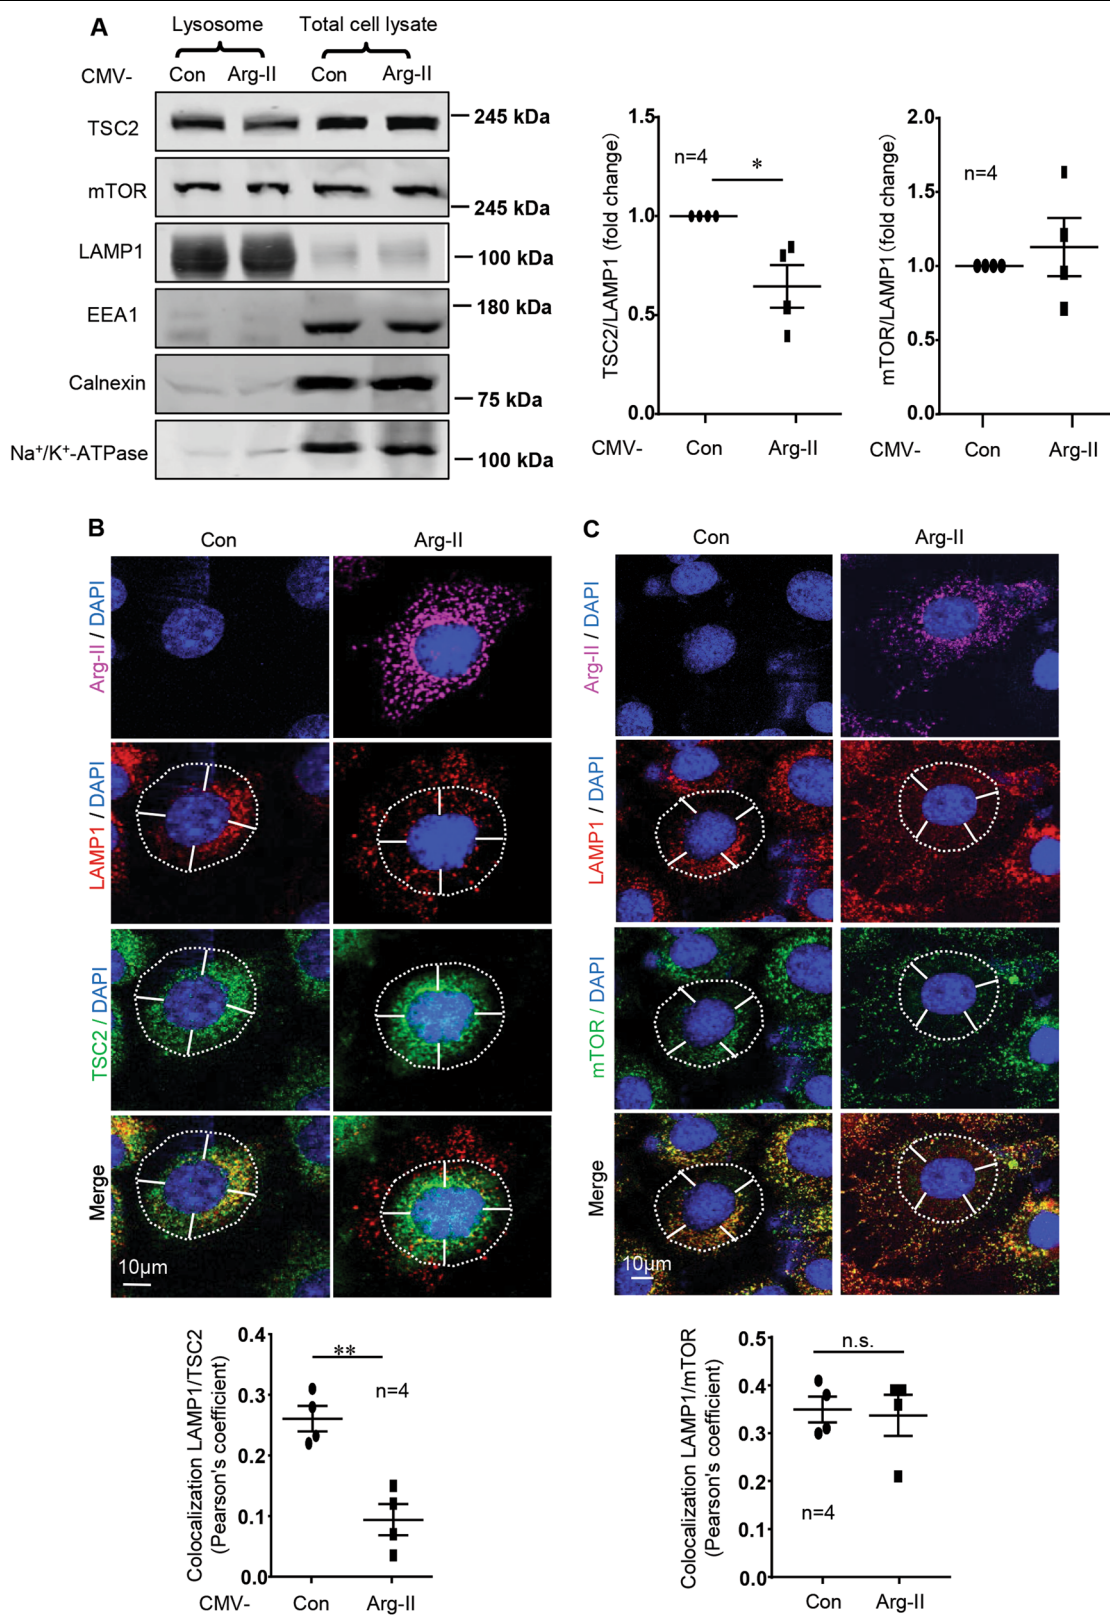 A
Lysosome Total cell lysate
CMV- Con Arg-II Con Arg-II
TSC2
245 kDa
mTOR
245 kDa
LAMP1
100 kDa
EEA1
180 kDa
Calnexin
75 kDa
Na⁺/K⁺-ATPase
100 kDa
TSC2/LAMP1 (fold change)
1.5
1.0
0.5
0.0
n=4
*
CMV- Con Arg-II
mTOR/LAMP1 (fold change)
2.0
1.5
1.0
0.5
0.0
n=4
CMV- Con Arg-II
B
Con Arg-II
Arg-II / DAPI
LAMP1 / DAPI
TSC2 / DAPI
Merge
10μm
Colocalization LAMP1/TSC2
(Pearson's coefficient)
0.4
0.3
0.2
0.1
0.0
**
n=4
CMV- Con Arg-II
C
Con Arg-II
Arg-II / DAPI
LAMP1 / DAPI
mTOR / DAPI
Merge
10μm
Colocalization LAMP1/mTOR
(Pearson's coefficient)
0.5
0.4
0.3
0.2
0.1
0.0
n.s.
n=4
Con Arg-II